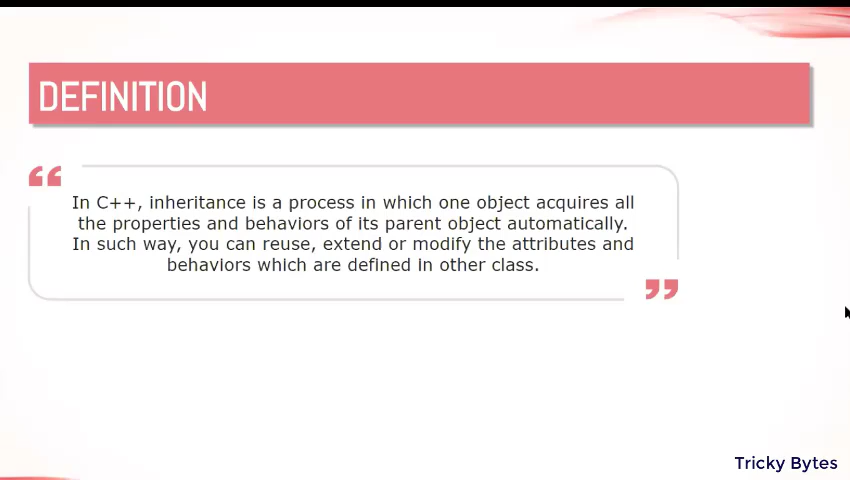 DEFINITION
“
In C++, inheritance is a process in which one object acquires all
the properties and behaviors of its parent object automatically.
In such way, you can reuse, extend or modify the attributes and
behaviors which are defined in other class.
”
Tricky Bytes